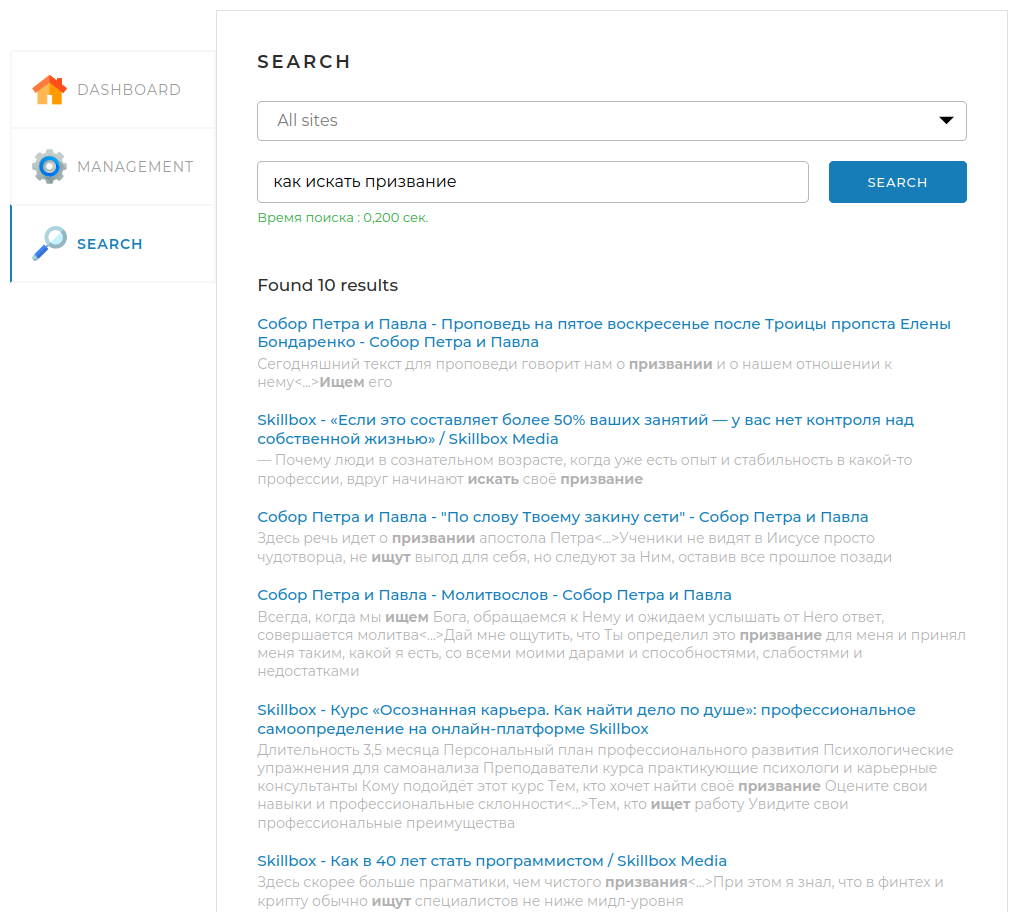 SEARCH
DASHBOARD
All sites
MANAGEMENT
как искать призвание
SEARCH
Время поиска : 0,200 сек.
SEARCH
Found 10 results
Собор Петра и Павла - Проповедь на пятое воскресенье после Троицы пропста Елены
Бондаренко - Собор Петра и Павла
Сегодняшний текст для проповеди говорит нам о призвании и о нашем отношении к
нему<...>Ищем его
Skillbox - «Если это составляет более 50% ваших занятий — у вас нет контроля над
собственной жизнью» / Skillbox Media
— Почему люди в сознательном возрасте, когда уже есть опыт и стабильность в какой-то
профессии, вдруг начинают искать своё призвание
Собор Петра и Павла - "По слову Твоему закину сети" - Собор Петра и Павла
Здесь речь идет о призвании апостола Петра<...>Ученики не видят в Иисусе просто
чудотворца, не ищут выгод для себя, но следуют за Ним, оставив все прошлое позади
Собор Петра и Павла - Молитвослов - Собор Петра и Павла
Всегда, когда мы ищем Бога, обращаемся к Нему и ожидаем услышать от Него ответ,
совершается молитва<...>Дай мне ощутить, что Ты определил это призвание для меня и принял
меня таким, какой я есть, со всеми моими дарами и способностями, слабостями и
недостатками
Skillbox - Курс «Осознанная карьера. Как найти дело по душе»: профессиональное
самоопределение на онлайн-платформе Skillbox
Длительность 3,5 месяца Персональный план профессионального развития Психологические
упражнения для самоанализа Преподаватели курса практикующие психологи и карьерные
консультанты Кому подойдёт этот курс Тем, кто хочет найти своё призвание Оцените свои
навыки и профессиональные склонности<...>Тем, кто ищет работу Увидите свои
профессиональные преимущества
Skillbox - Как в 40 лет стать программистом / Skillbox Media
Здесь скорее больше прагматики, чем чистого призвания<...>При этом я знал, что в финтех и
крипту обычно ищут специалистов не ниже мидл-уровня